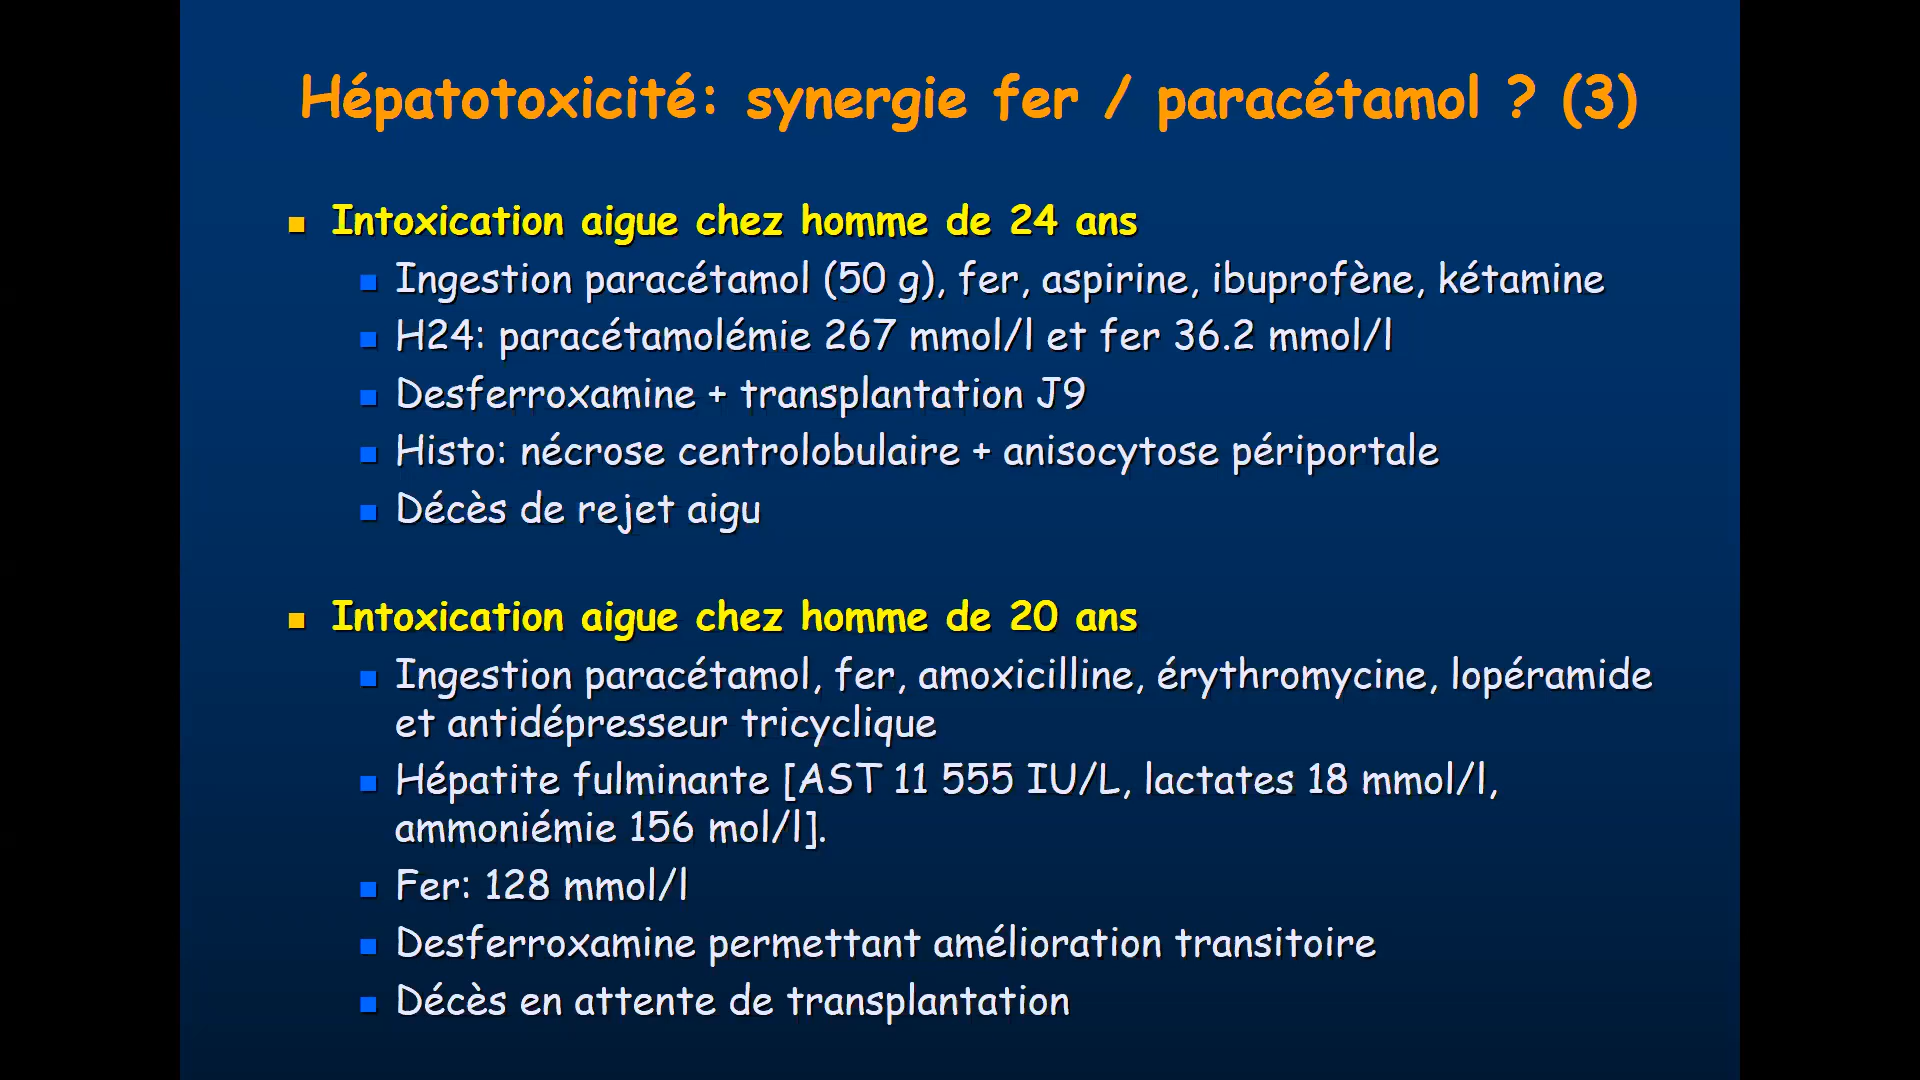 Hépatotoxicité: synergie fer / paracétamol ? (3)
Intoxication aigue chez homme de 24 ans
Ingestion paracétamol (50 g), fer, aspirine, ibuprofène, kétamine
H24: paracétamolémie 267 mmol/l et fer 36.2 mmol/l
Desferroxamine + transplantation J9
Histo: nécrose centrolobulaire + anisocytose périportale
Décès de rejet aigu
Intoxication aigue chez homme de 20 ans
Ingestion paracétamol, fer, amoxicilline, érythromycine, lopéramide
et antidépresseur tricyclique
Hépatite fulminante [AST 11 555 IU/L, lactates 18 mmol/l,
ammoniémie 156 mol/l].
Fer: 128 mmol/l
Desferroxamine permettant amélioration transitoire
Décès en attente de transplantation